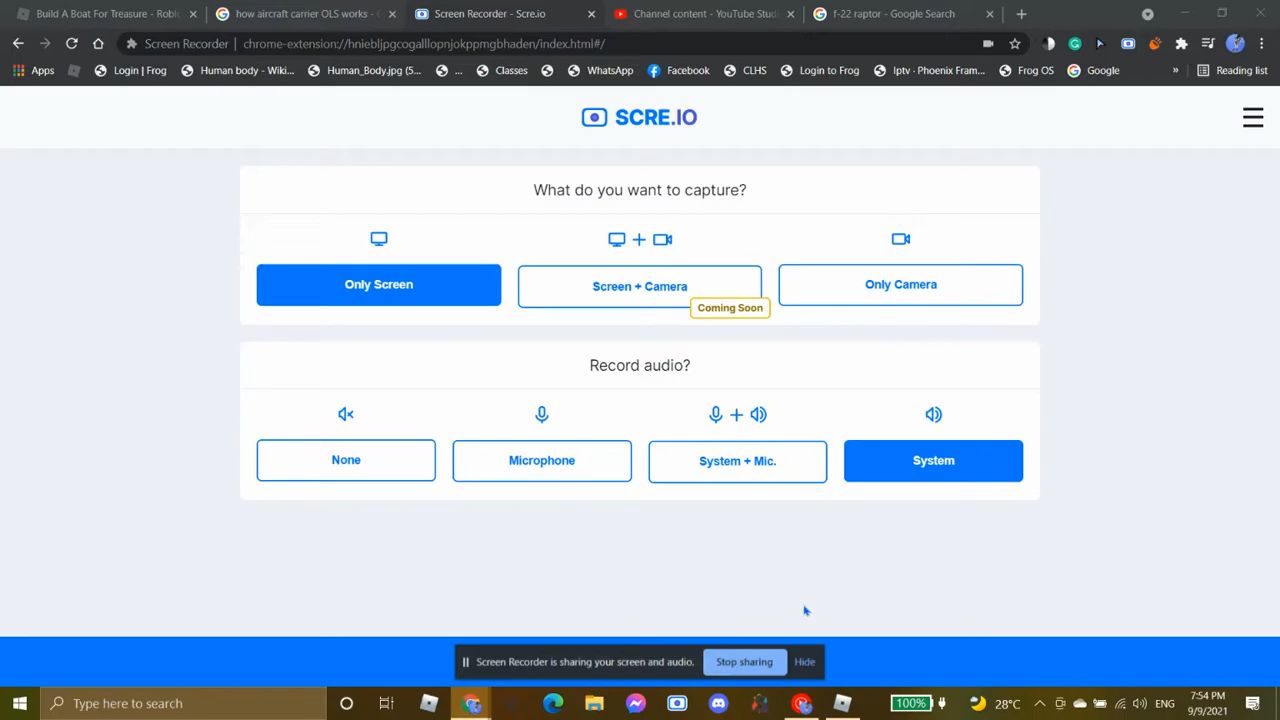 Build A Boat For Treasure - Robl
how aircraft carrier OLS works - C
Screen Recorder - Scre.io
Channel content - YouTube Studi
f-22 raptor - Google Search
Screen Recorder | chrome-extension://hniebljpgcogalllopnjokppmgbhaden/index.html#/
Apps
Login | Frog
Human body - Wiki...
Human_Body.jpg (5...
...
Classes
WhatsApp
Facebook
CLHS
Login to Frog
Iptv - Phoenix Fram...
Frog OS
Google
»
Reading list
SCRE.IO
What do you want to capture?
Only Screen
Screen + Camera
Only Camera
Coming Soon
Record audio?
None
Microphone
System + Mic.
System
Screen Recorder is sharing your screen and audio.
Stop sharing
Hide
Type here to search
100%
28°C
7:54 PM
9/9/2021